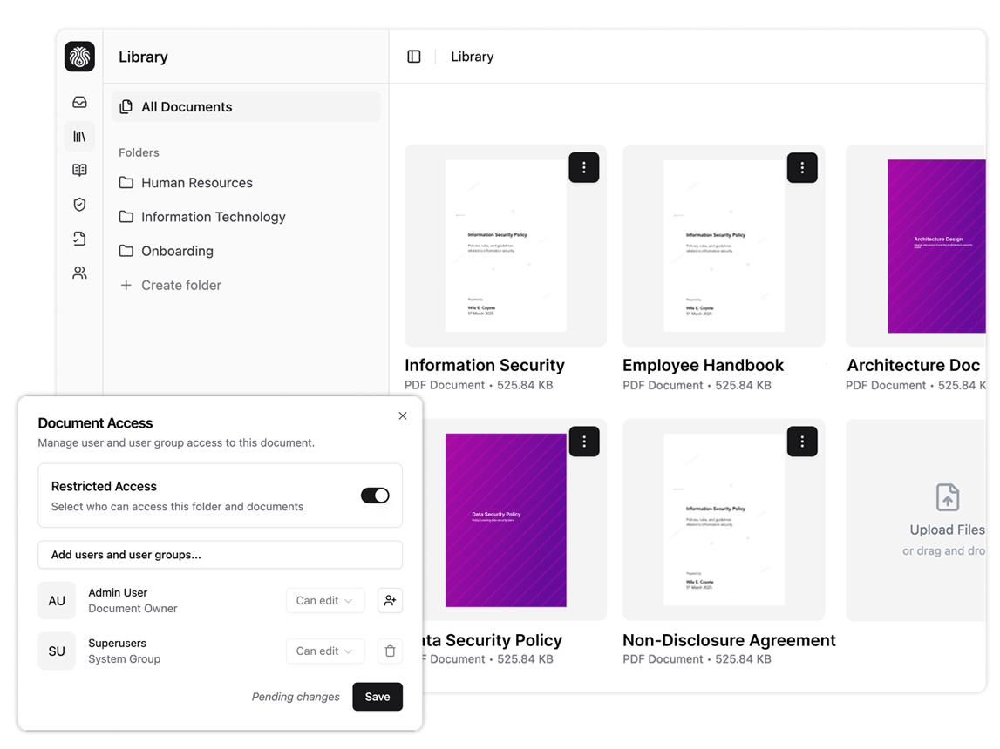 Library
Library
All Documents
Folders
Human Resources
Information Technology
Onboarding
Create folder
Information Security Policy
Policies, rules, and guidelines
related to information security.
Prepared by
Wile E. Coyote
5th March 2025
Information Security
PDF Document • 525.84 KB
Information Security Policy
Policies, rules, and guidelines
related to information security.
Prepared by
Wile E. Coyote
5th March 2025
Employee Handbook
PDF Document • 525.84 KB
Architecture Design
Architecture Doc
PDF Document • 525.84 K
Data Security Policy
ata Security Policy
F Document • 525.84 KB
Information Security Policy
Policies, rules, and guidelines
related to information security.
Prepared by
Wile E. Coyote
5th March 2025
Non-Disclosure Agreement
PDF Document • 525.84 KB
Upload Files
or drag and dro
Document Access
Manage user and user group access to this document.
Restricted Access
Select who can access this folder and documents
Add users and user groups...
AU
Admin User
Document Owner
Can edit
SU
Superusers
System Group
Can edit
Pending changes
Save